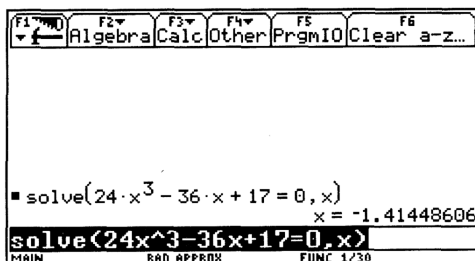 F1 F2 F3 F4 F5 F6
Algebra Calc Other PrgmIO Clear a-z...
▪ solve(24·x³ - 36·x + 17 = 0, x)
x = -1.41448606
solve(24x^3-36x+17=0,x)
MAIN RAD APPROX FUNC 1/30